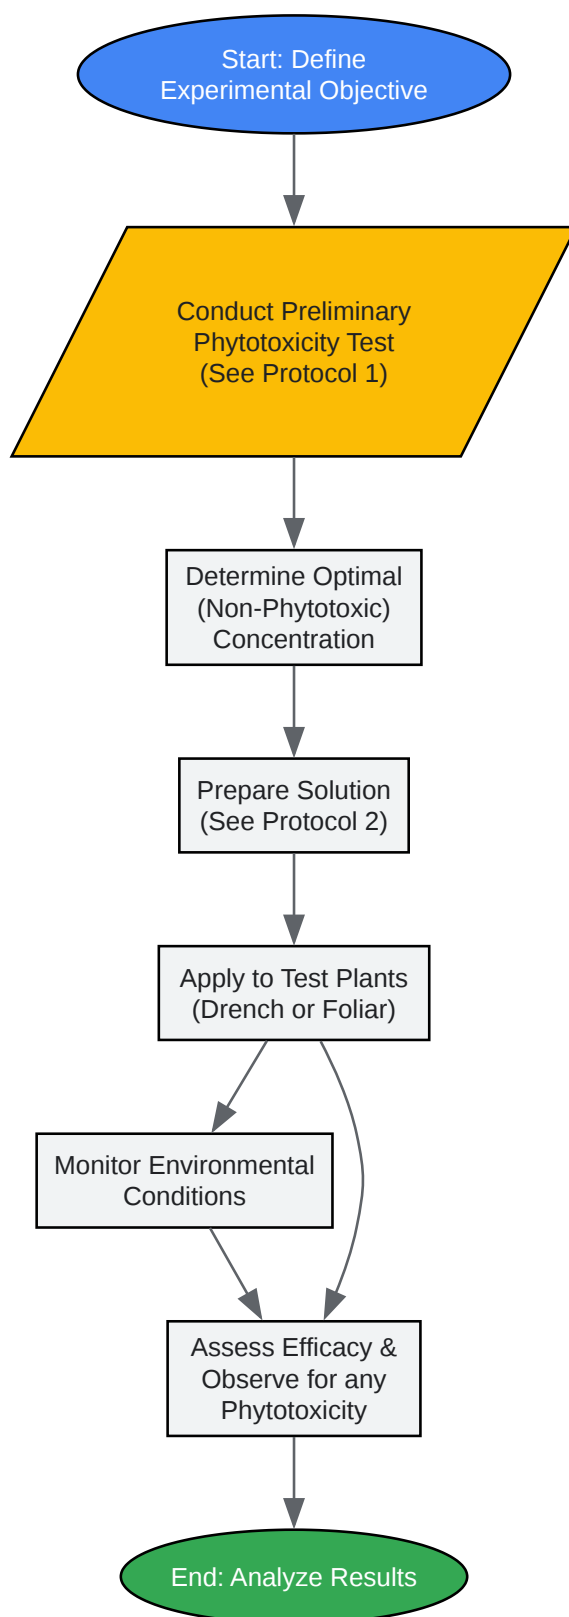 Start: Define
Experimental Objective
Conduct Preliminary
Phytotoxicity Test
(See Protocol 1)
Determine Optimal
(Non-Phytotoxic)
Concentration
Prepare Solution
(See Protocol 2)
Apply to Test Plants
(Drench or Foliar)
Monitor Environmental
Conditions
Assess Efficacy &
Observe for any
Phytotoxicity
End: Analyze Results